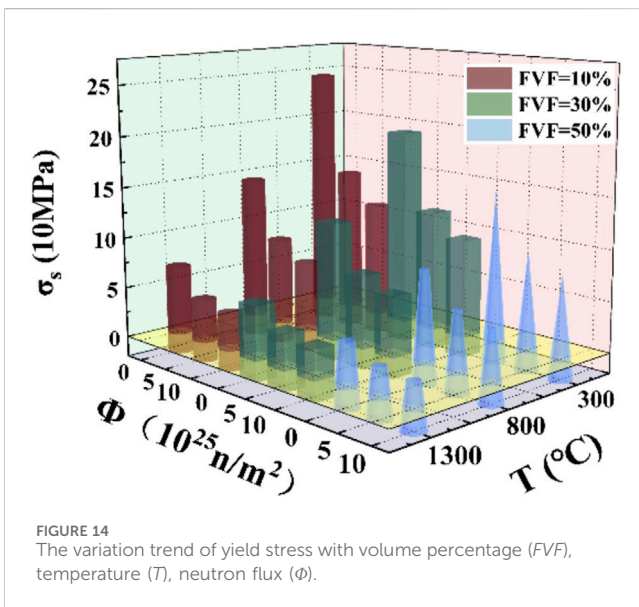 25
20
15
10
5
0
σs (10MPa)
FVF=10%
FVF=30%
FVF=50%
0 5 10 0 5 10 0 5 10
Φ (10²⁵n/m²)
1300 800 300
T (°C)
FIGURE 14
The variation trend of yield stress with volume percentage (FVF),
temperature (T), neutron flux (Φ).